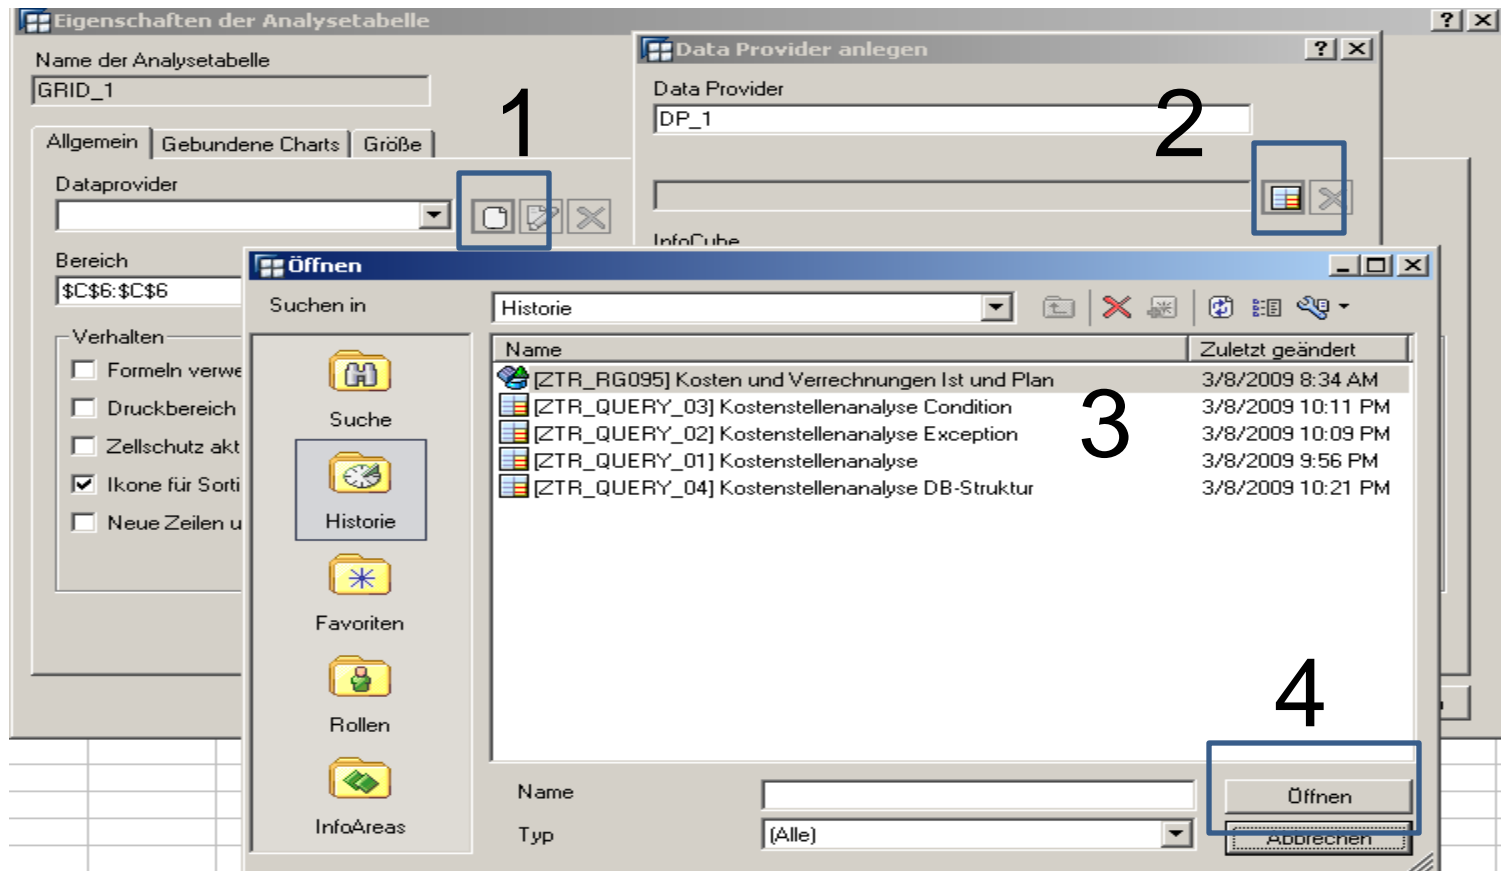 Eigenschaften der Analysetabelle
Name der Analysetabelle
GRID_1
1
Allgemein
Gebundene Charts
Größe
Dataprovider
Bereich
$C$6:$C$6
Verhalten
Formeln verwe
Druckbereich
Zellschutz akt
Ikone für Sorti
Neue Zeilen u
Data Provider anlegen
Data Provider
DP_1
2
InfoCube
Öffnen
Suchen in
Historie
Suche
Historie
Favoriten
Rollen
InfoAreas
Name Zuletzt geändert
[ZTR_RG095] Kosten und Verrechnungen Ist und Plan 3/8/2009 8:34 AM
[ZTR_QUERY_03] Kostenstellenanalyse Condition 3/8/2009 10:11 PM
[ZTR_QUERY_02] Kostenstellenanalyse Exception 3/8/2009 10:09 PM
[ZTR_QUERY_01] Kostenstellenanalyse 3/8/2009 9:56 PM
[ZTR_QUERY_04] Kostenstellenanalyse DB-Struktur 3/8/2009 10:21 PM
3
4
Name
Öffnen
Typ
(Alle)
Abbrechen